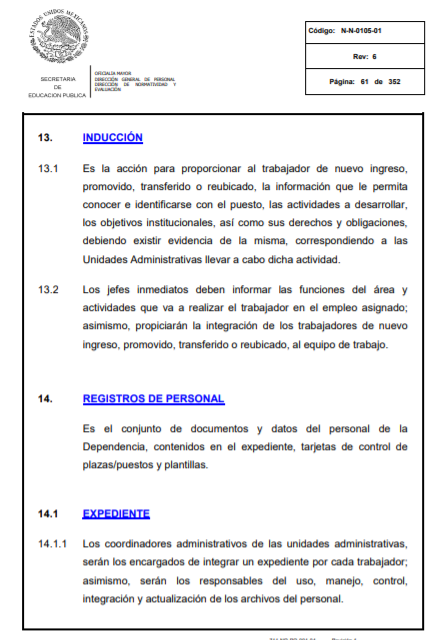 ESTADOS UNIDOS MEXICANOS
SECRETARIA
DE
EDUCACION PUBLICA
OFICIALÍA MAYOR
DIRECCIÓN GENERAL DE PERSONAL
DIRECCIÓN DE NORMATIVIDAD Y
EVALUACIÓN
Código: N-N-0105-01
Rev: 6
Página: 61 de 352
13. INDUCCIÓN
13.1 Es la acción para proporcionar al trabajador de nuevo ingreso,
promovido, transferido o reubicado, la información que le permita
conocer e identificarse con el puesto, las actividades a desarrollar,
los objetivos institucionales, así como sus derechos y obligaciones,
debiendo existir evidencia de la misma, correspondiendo a las
Unidades Administrativas llevar a cabo dicha actividad.
13.2 Los jefes inmediatos deben informar las funciones del área y
actividades que va a realizar el trabajador en el empleo asignado;
asimismo, propiciarán la integración de los trabajadores de nuevo
ingreso, promovido, transferido o reubicado, al equipo de trabajo.
14. REGISTROS DE PERSONAL
Es el conjunto de documentos y datos del personal de la
Dependencia, contenidos en el expediente, tarjetas de control de
plazas/puestos y plantillas.
14.1 EXPEDIENTE
14.1.1 Los coordinadores administrativos de las unidades administrativas,
serán los encargados de integrar un expediente por cada trabajador;
asimismo, serán los responsables del uso, manejo, control,
integración y actualización de los archivos del personal.